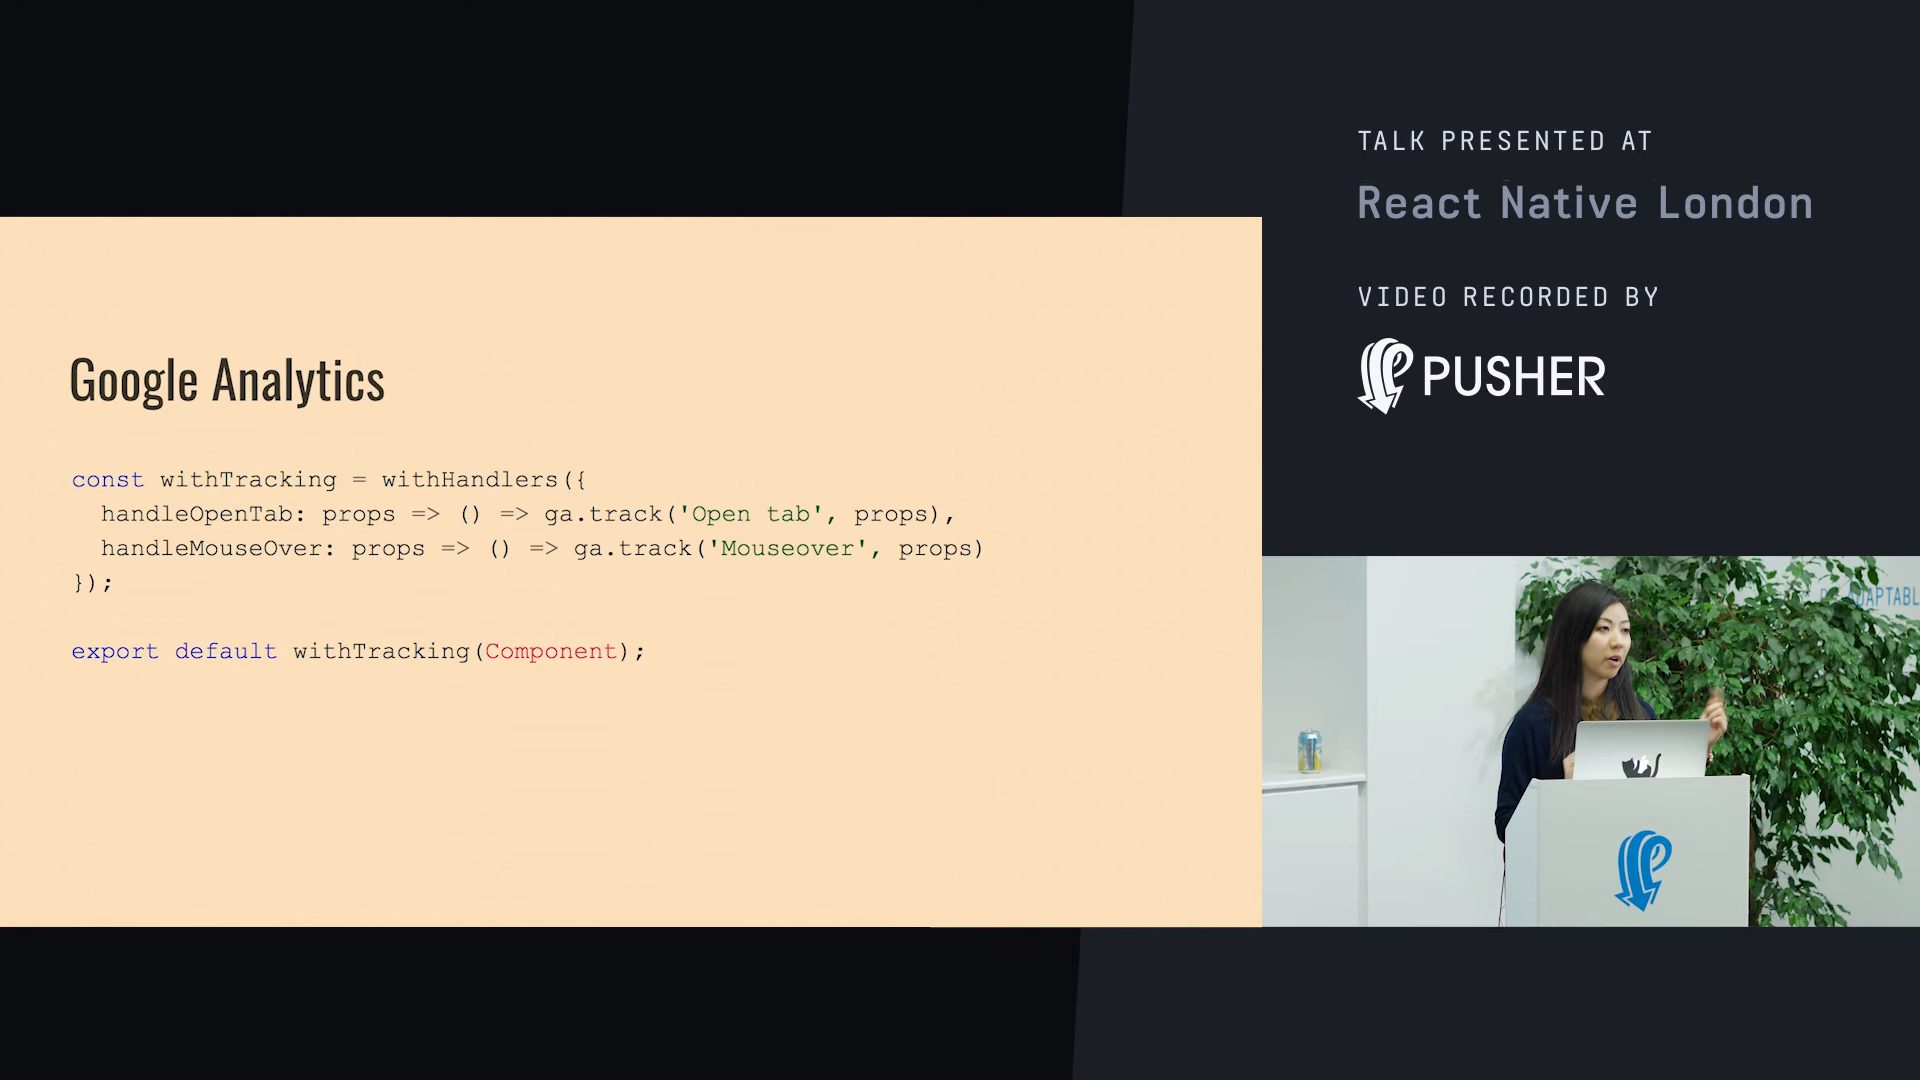 TALK PRESENTED AT
React Native London
VIDEO RECORDED BY
PUSHER
Google Analytics
const withTracking = withHandlers({
  handleOpenTab: props => () => ga.track('Open tab', props),
  handleMouseOver: props => () => ga.track('Mouseover', props)
});
export default withTracking(Component);
ADAPTABL